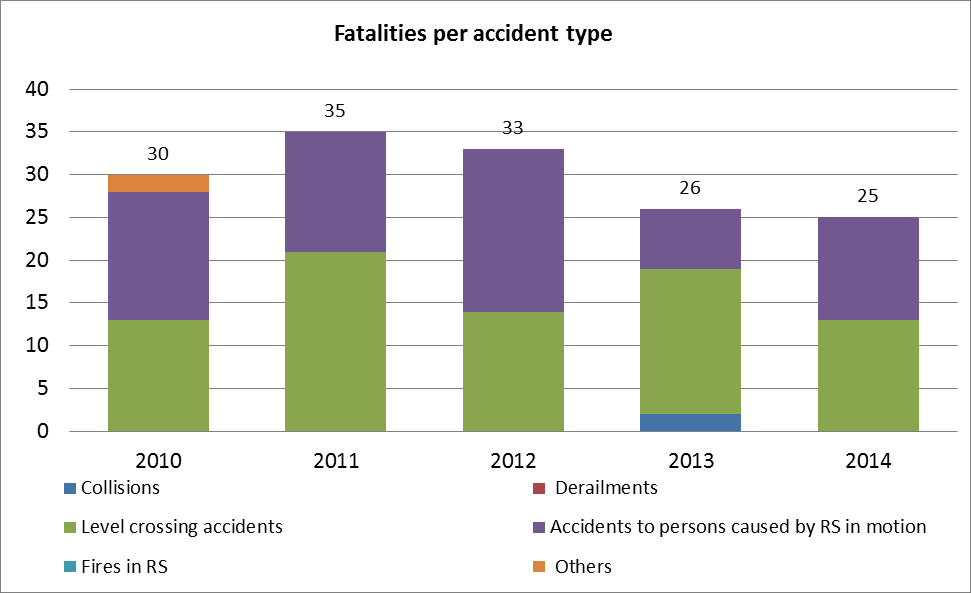 Fatalities per accident type
40
35
30
25
20
15
10
5
0
30
35
33
26
25
2010 2011 2012 2013 2014
Collisions
Derailments
Level crossing accidents
Accidents to persons caused by RS in motion
Fires in RS
Others